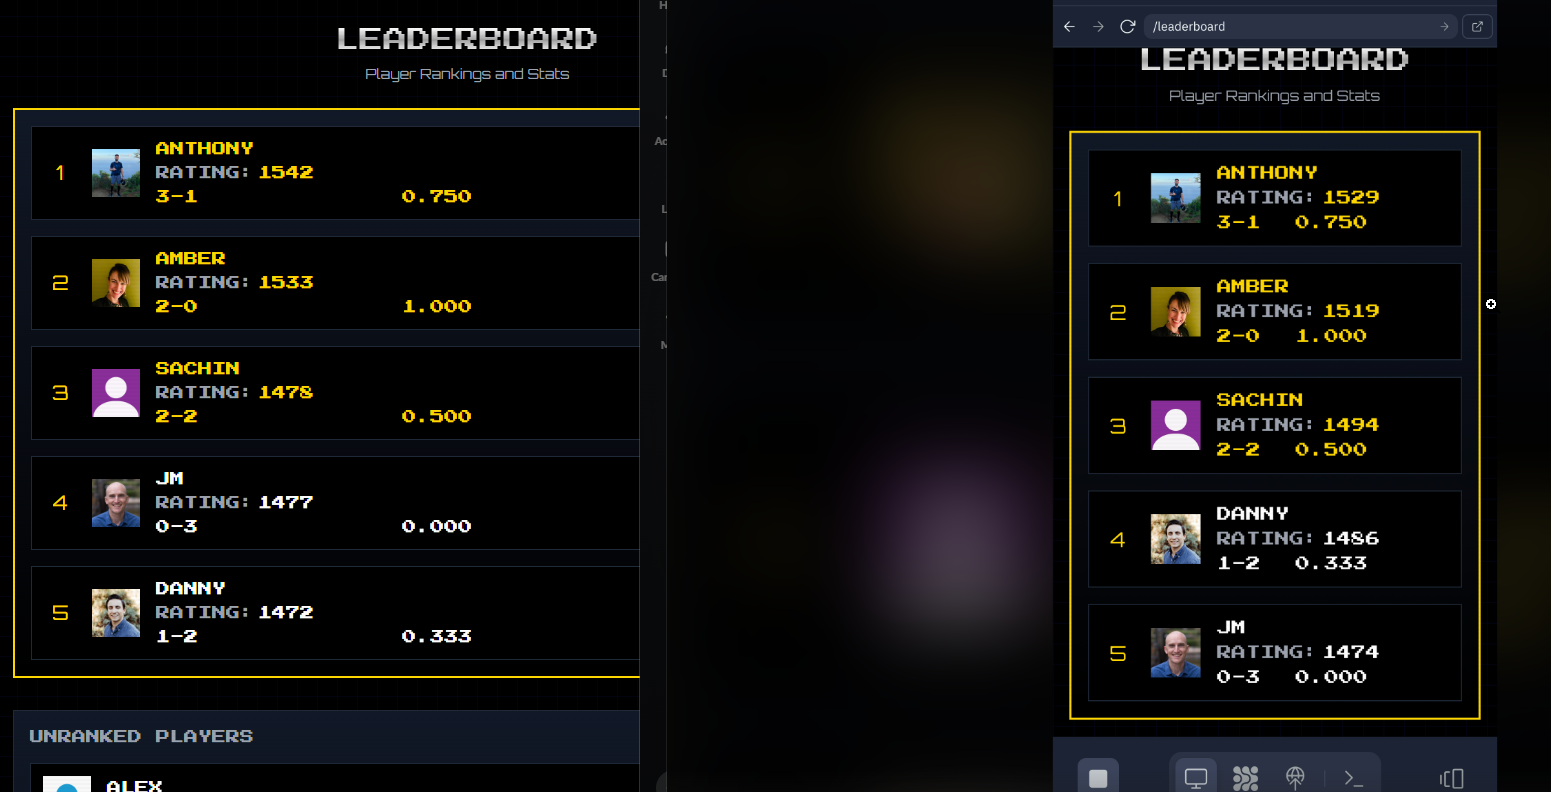 LEADERBOARD
Player Rankings and Stats
1
ANTHONY
RATING: 1542
3-1 0.750
2
AMBER
RATING: 1533
2-0 1.000
3
SACHIN
RATING: 1478
2-2 0.500
4
JM
RATING: 1477
0-3 0.000
5
DANNY
RATING: 1472
1-2 0.333
UNRANKED PLAYERS
ALEX
/leaderboard
LEADERBOARD
Player Rankings and Stats
1
ANTHONY
RATING: 1529
3-1 0.750
2
AMBER
RATING: 1519
2-0 1.000
3
SACHIN
RATING: 1494
2-2 0.500
4
DANNY
RATING: 1486
1-2 0.333
5
JM
RATING: 1474
0-3 0.000